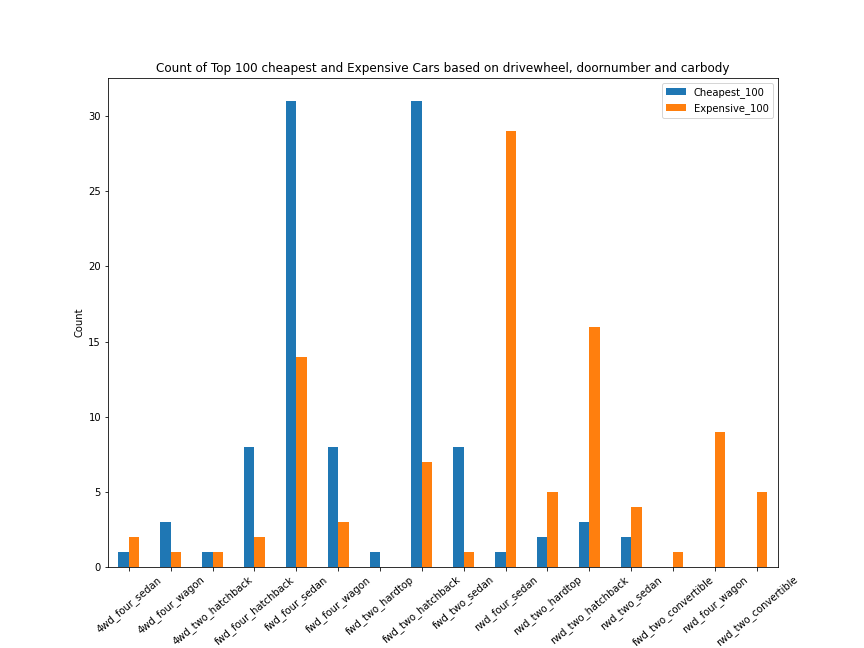 Count of Top 100 cheapest and Expensive Cars based on drivewheel, doornumber and carbody
Cheapest_100
Expensive_100
Count
30
25
20
15
10
5
0
4wd_four_sedan
4wd_four_wagon
4wd_two_hatchback
fwd_four_hatchback
fwd_four_sedan
fwd_four_wagon
fwd_two_hardtop
fwd_two_hatchback
fwd_two_sedan
rwd_four_sedan
rwd_two_hardtop
rwd_two_hatchback
rwd_two_sedan
fwd_two_convertible
rwd_four_wagon
rwd_two_convertible